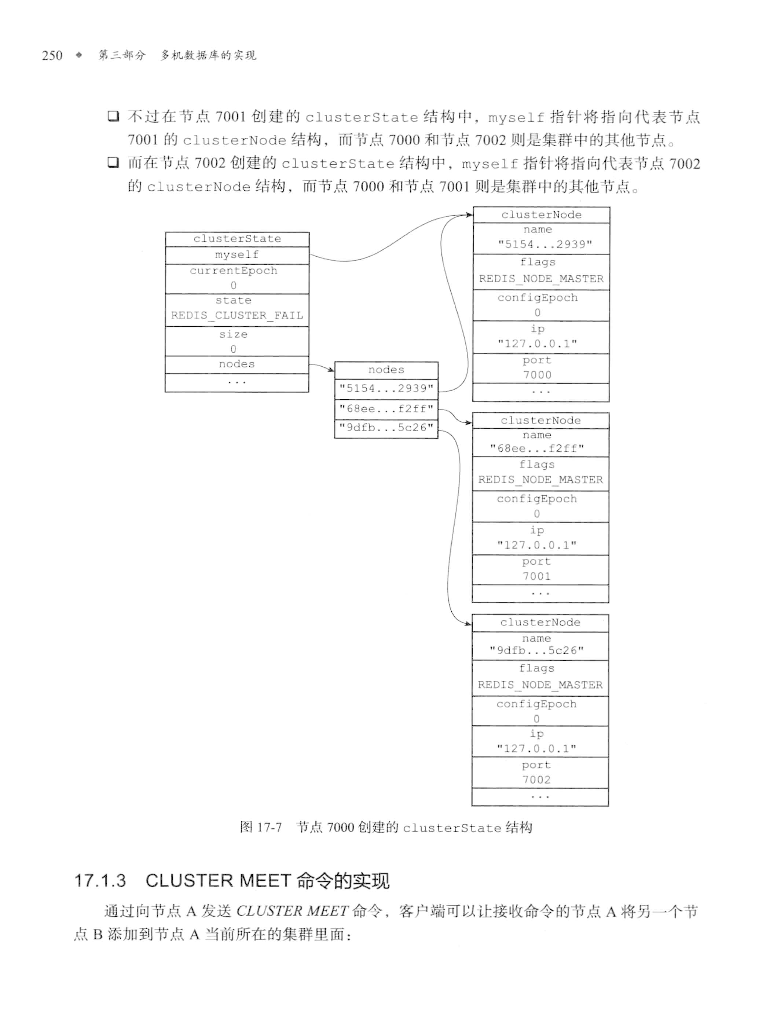 250 ◆ 第三部分 多机数据库的实现
❑ 不过在节点 7001 创建的 clusterState 结构中，myself 指针将指向代表节点
7001 的 clusterNode 结构，而节点 7000 和节点 7002 则是集群中的其他节点。
❑ 而在节点 7002 创建的 clusterState 结构中，myself 指针将指向代表节点 7002
的 clusterNode 结构，而节点 7000 和节点 7001 则是集群中的其他节点。
clusterState
myself
currentEpoch
0
state
REDIS_CLUSTER_FAIL
size
0
nodes
...
nodes
"5154...2939"
"68ee...f2ff"
"9dfb...5c26"
clusterNode
name
"5154...2939"
flags
REDIS_NODE_MASTER
configEpoch
0
ip
"127.0.0.1"
port
7000
...
clusterNode
name
"68ee...f2ff"
flags
REDIS_NODE_MASTER
configEpoch
0
ip
"127.0.0.1"
port
7001
...
clusterNode
name
"9dfb...5c26"
flags
REDIS_NODE_MASTER
configEpoch
0
ip
"127.0.0.1"
port
7002
...
图 17-7 节点 7000 创建的 clusterState 结构
17.1.3 CLUSTER MEET 命令的实现
通过向节点 A 发送 CLUSTER MEET 命令，客户端可以让接收命令的节点 A 将另一个节
点 B 添加到节点 A 当前所在的集群里面：